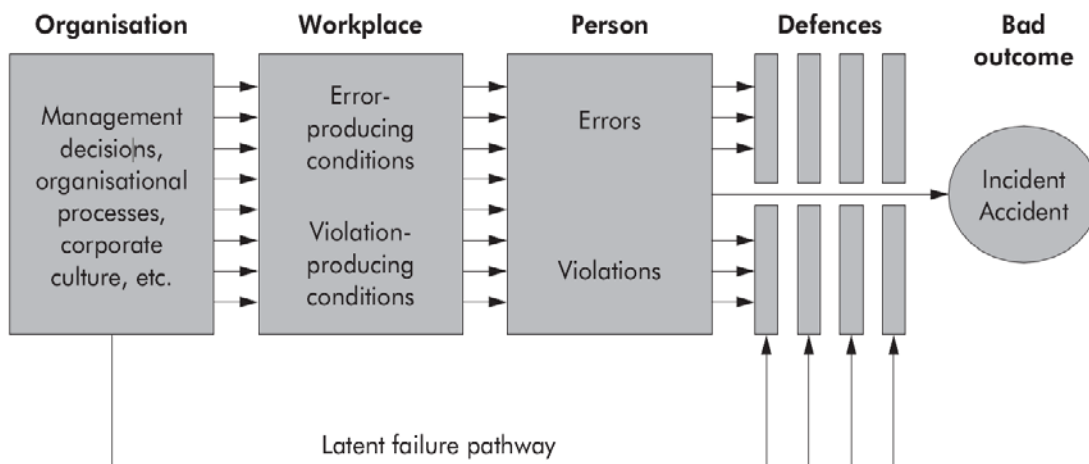 Organisation
Workplace
Person
Defences
Bad
outcome
Management
decisions,
organisational
processes,
corporate
culture, etc.
Error-
producing
conditions
Violation-
producing
conditions
Errors
Violations
Incident
Accident
Latent failure pathway